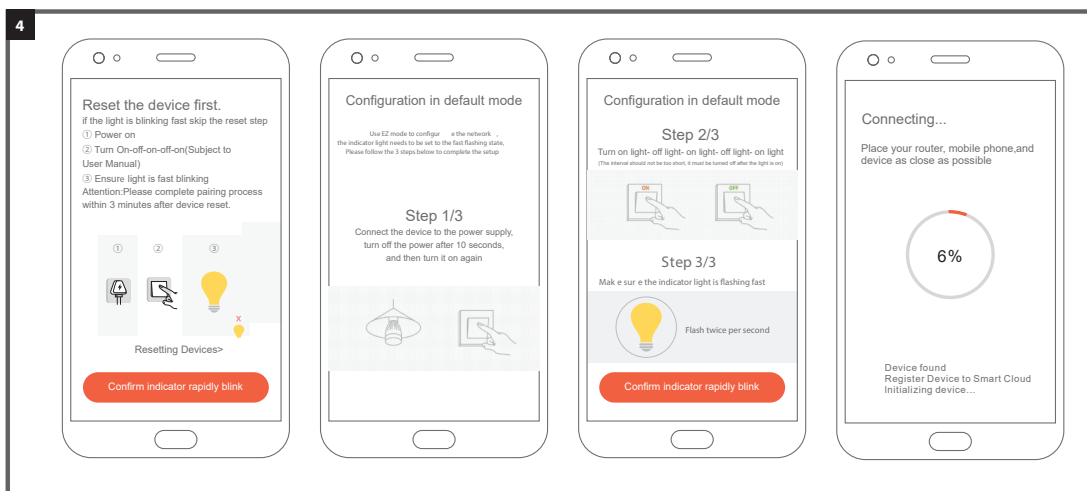 4
Reset the device first.
if the light is blinking fast skip the reset step
① Power on
② Turn On-off-on-off-on(Subject to
User Manual)
③ Ensure light is fast blinking
Attention:Please complete pairing process
within 3 minutes after device reset.
① ② ③
X
Resetting Devices>
Confirm indicator rapidly blink
Configuration in default mode
Use EZ mode to configur e the network ,
the indicator light needs to be set to the fast flashing state,
Please follow the 3 steps below to complete the setup
Step 1/3
Connect the device to the power supply,
turn off the power after 10 seconds,
and then turn it on again
Configuration in default mode
Step 2/3
Turn on light- off light- on light- off light- on light
(The interval should not be too short, it must be turned off after the light is on)
ON OFF
Step 3/3
Mak e sur e the indicator light is flashing fast
Flash twice per second
Confirm indicator rapidly blink
Connecting...
Place your router, mobile phone,and
device as close as possible
6%
Device found
Register Device to Smart Cloud
Initializing device...